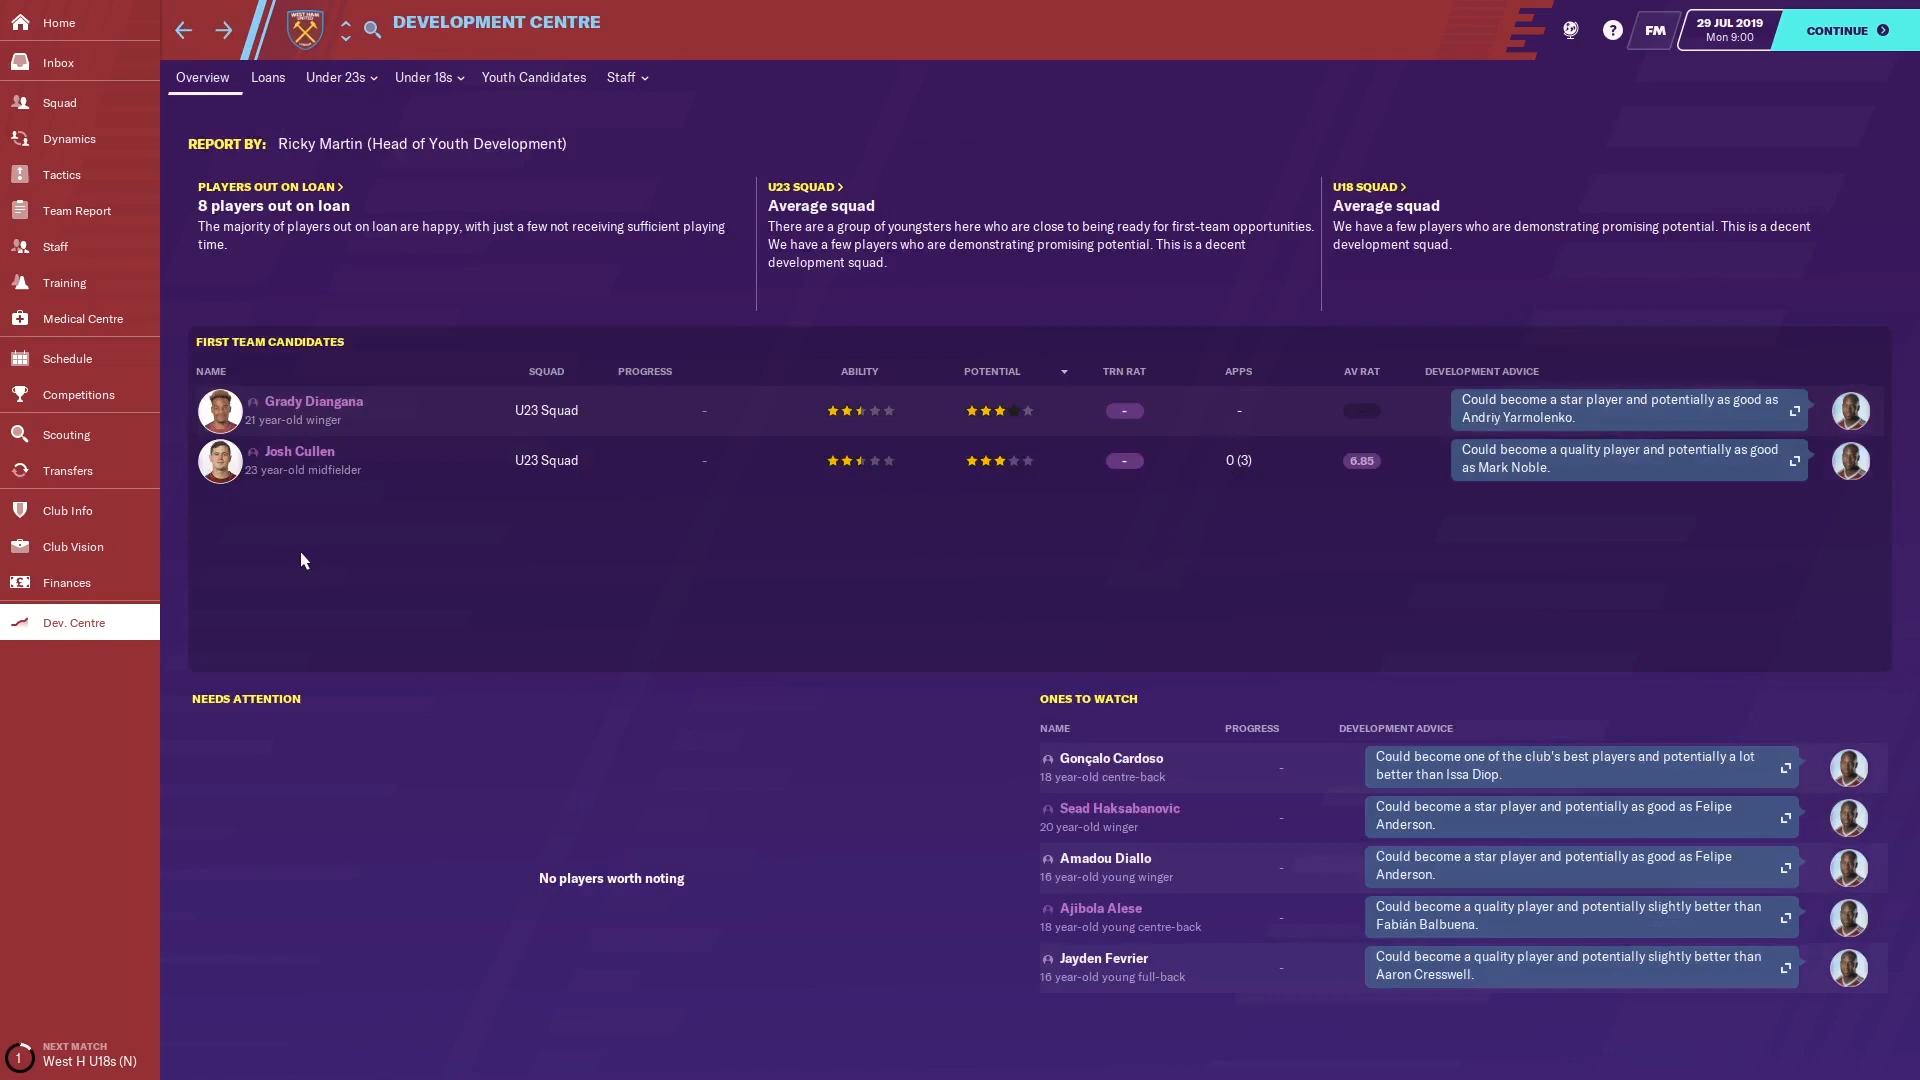 Home
Inbox
Squad
Dynamics
Tactics
Team Report
Staff
Training
Medical Centre
Schedule
Competitions
Scouting
Transfers
Club Info
Club Vision
Finances
Dev. Centre
1
NEXT MATCH
West H U18s (N)
WEST HAM
UNITED
DEVELOPMENT CENTRE
?
FM
29 JUL 2019
Mon 9:00
CONTINUE
Overview Loans Under 23s Under 18s Youth Candidates Staff
REPORT BY: Ricky Martin (Head of Youth Development)
PLAYERS OUT ON LOAN >
8 players out on loan
The majority of players out on loan are happy, with just a few not receiving sufficient playing
time.
U23 SQUAD >
Average squad
There are a group of youngsters here who are close to being ready for first-team opportunities.
We have a few players who are demonstrating promising potential. This is a decent
development squad.
U18 SQUAD >
Average squad
We have a few players who are demonstrating promising potential. This is a decent
development squad.
FIRST TEAM CANDIDATES
NAME SQUAD PROGRESS ABILITY POTENTIAL TRN RAT APPS AV RAT DEVELOPMENT ADVICE
Grady Diangana
21 year-old winger
U23 Squad - - - -
Could become a star player and potentially as good as
Andriy Yarmolenko.
Josh Cullen
23 year-old midfielder
U23 Squad - - 0 (3) 6.85
Could become a quality player and potentially as good
as Mark Noble.
NEEDS ATTENTION
No players worth noting
ONES TO WATCH
NAME PROGRESS DEVELOPMENT ADVICE
Gonçalo Cardoso
18 year-old centre-back
-
Could become one of the club's best players and potentially a lot
better than Issa Diop.
Sead Haksabanovic
20 year-old winger
-
Could become a star player and potentially as good as Felipe
Anderson.
Amadou Diallo
16 year-old young winger
-
Could become a star player and potentially as good as Felipe
Anderson.
Ajibola Alese
18 year-old young centre-back
-
Could become a quality player and potentially slightly better than
Fabián Balbuena.
Jayden Fevrier
16 year-old young full-back
-
Could become a quality player and potentially slightly better than
Aaron Cresswell.